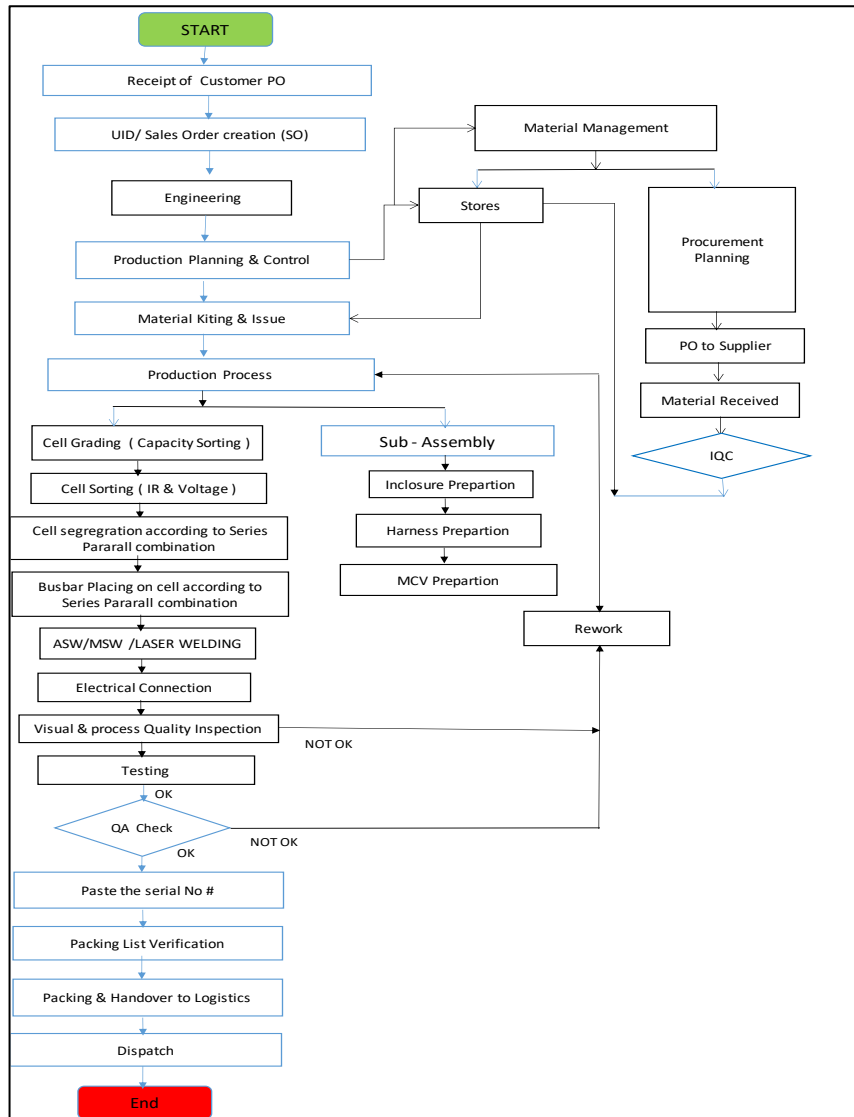 START
Receipt of Customer PO
UID/ Sales Order creation (SO)
Engineering
Production Planning & Control
Material Kiting & Issue
Production Process
Material Management
Stores
Procurement
Planning
PO to Supplier
Material Received
IQC
Cell Grading ( Capacity Sorting )
Cell Sorting ( IR & Voltage )
Cell segregration according to Series
Pararall combination
Busbar Placing on cell according to
Series Pararall combination
ASW/MSW /LASER WELDING
Electrical Connection
Visual & process Quality Inspection
NOT OK
Testing
OK
QA Check
NOT OK
OK
Sub - Assembly
Inclosure Prepartion
Harness Prepartion
MCV Prepartion
Rework
Paste the serial No #
Packing List Verification
Packing & Handover to Logistics
Dispatch
End